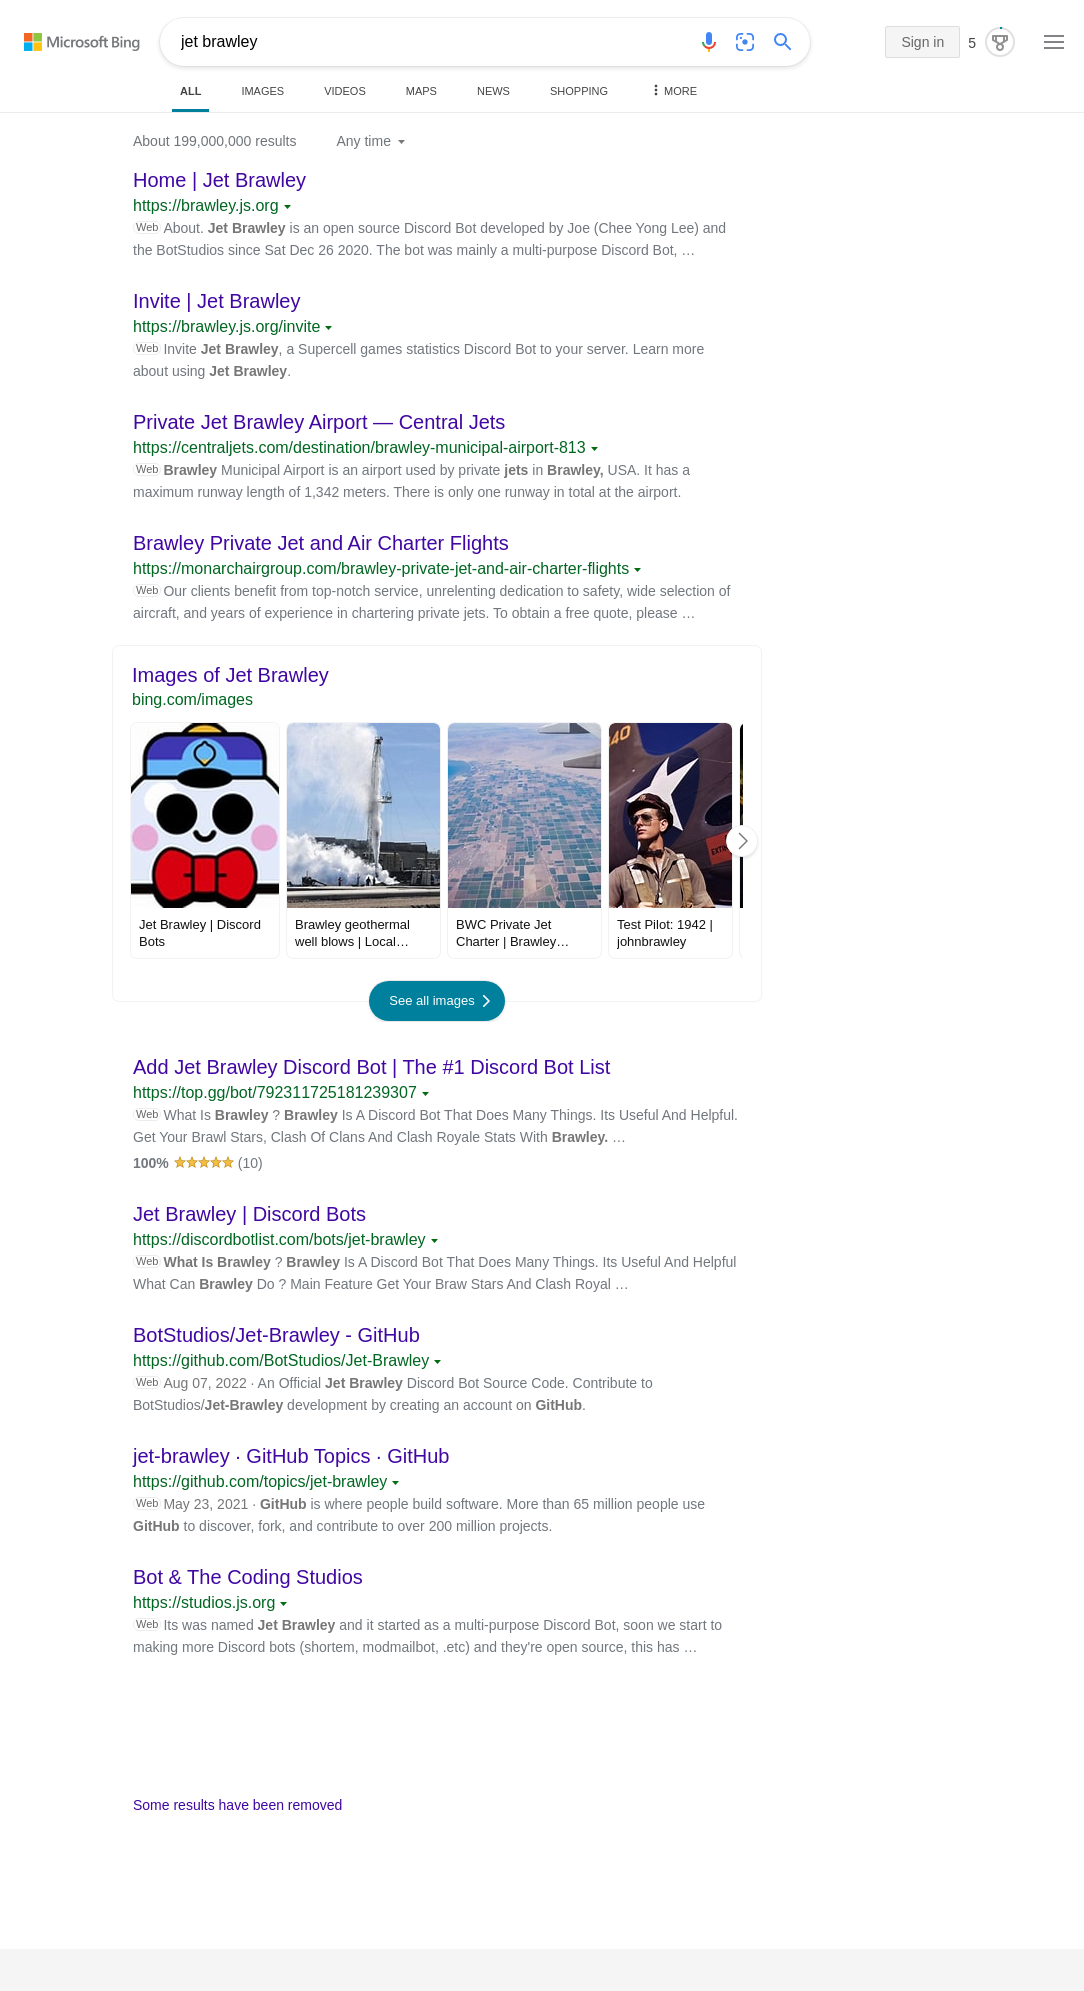 Microsoft Bing
jet brawley
Sign in
5
ALL IMAGES VIDEOS MAPS NEWS SHOPPING MORE
About 199,000,000 results Any time
Home | Jet Brawley
https://brawley.js.org
Web About. Jet Brawley is an open source Discord Bot developed by Joe (Chee Yong Lee) and
the BotStudios since Sat Dec 26 2020. The bot was mainly a multi-purpose Discord Bot, …
Invite | Jet Brawley
https://brawley.js.org/invite
Web Invite Jet Brawley, a Supercell games statistics Discord Bot to your server. Learn more
about using Jet Brawley.
Private Jet Brawley Airport — Central Jets
https://centraljets.com/destination/brawley-municipal-airport-813
Web Brawley Municipal Airport is an airport used by private jets in Brawley, USA. It has a
maximum runway length of 1,342 meters. There is only one runway in total at the airport.
Brawley Private Jet and Air Charter Flights
https://monarchairgroup.com/brawley-private-jet-and-air-charter-flights
Web Our clients benefit from top-notch service, unrelenting dedication to safety, wide selection of
aircraft, and years of experience in chartering private jets. To obtain a free quote, please …
Images of Jet Brawley
bing.com/images
40
EXTIN
Jet Brawley | Discord
Bots
Brawley geothermal
well blows | Local…
BWC Private Jet
Charter | Brawley…
Test Pilot: 1942 |
johnbrawley
See all images
Add Jet Brawley Discord Bot | The #1 Discord Bot List
https://top.gg/bot/792311725181239307
Web What Is Brawley ? Brawley Is A Discord Bot That Does Many Things. Its Useful And Helpful.
Get Your Brawl Stars, Clash Of Clans And Clash Royale Stats With Brawley. …
100% (10)
Jet Brawley | Discord Bots
https://discordbotlist.com/bots/jet-brawley
Web What Is Brawley ? Brawley Is A Discord Bot That Does Many Things. Its Useful And Helpful
What Can Brawley Do ? Main Feature Get Your Braw Stars And Clash Royal …
BotStudios/Jet-Brawley - GitHub
https://github.com/BotStudios/Jet-Brawley
Web Aug 07, 2022 · An Official Jet Brawley Discord Bot Source Code. Contribute to
BotStudios/Jet-Brawley development by creating an account on GitHub.
jet-brawley · GitHub Topics · GitHub
https://github.com/topics/jet-brawley
Web May 23, 2021 · GitHub is where people build software. More than 65 million people use
GitHub to discover, fork, and contribute to over 200 million projects.
Bot & The Coding Studios
https://studios.js.org
Web Its was named Jet Brawley and it started as a multi-purpose Discord Bot, soon we start to
making more Discord bots (shortem, modmailbot, .etc) and they're open source, this has …
Some results have been removed